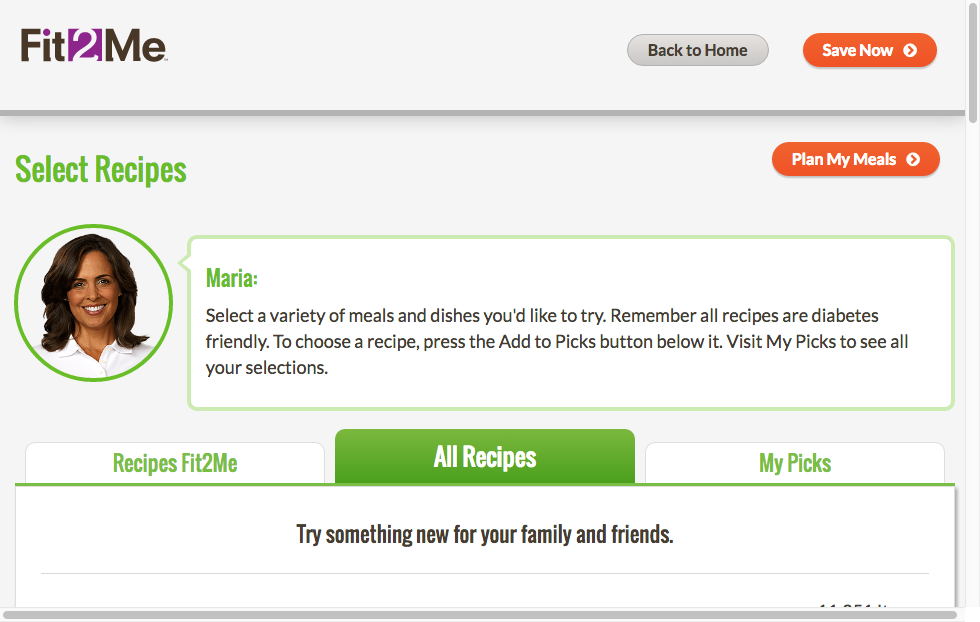 Fit2Me
Back to Home
Save Now
Select Recipes
Plan My Meals
Maria:
Select a variety of meals and dishes you'd like to try. Remember all recipes are diabetes
friendly. To choose a recipe, press the Add to Picks button below it. Visit My Picks to see all
your selections.
Recipes Fit2Me
All Recipes
My Picks
Try something new for your family and friends.